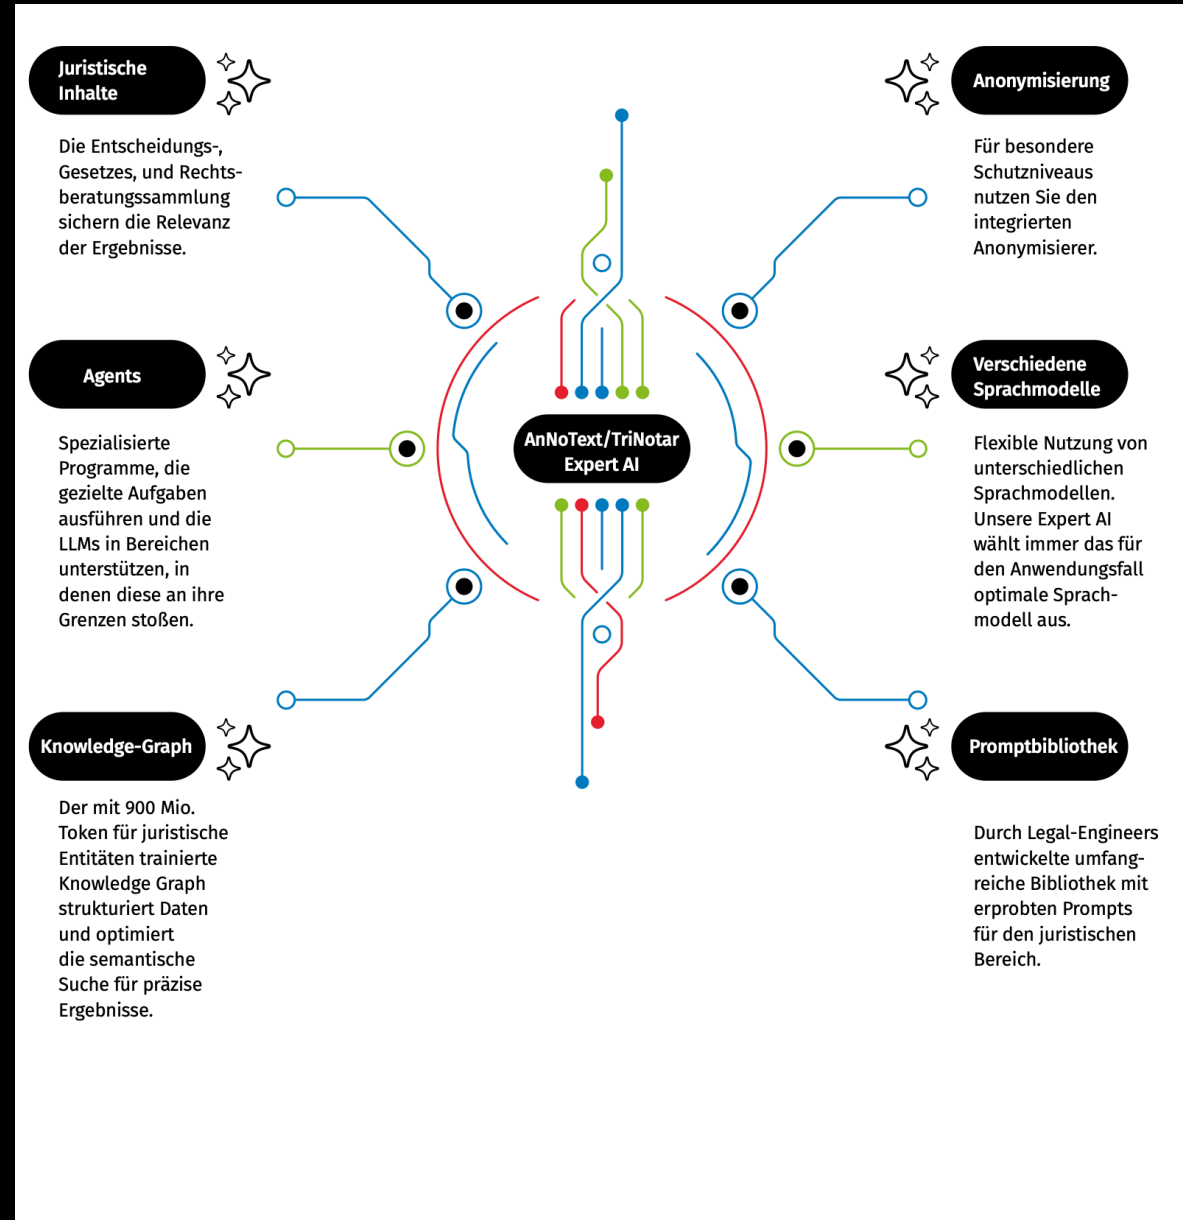 Juristische
Inhalte
Die Entscheidungs-,
Gesetzes, und Rechts-
beratungssammlung
sichern die Relevanz
der Ergebnisse.
Agents
Spezialisierte
Programme, die
gezielte Aufgaben
ausführen und die
LLMs in Bereichen
unterstützen, in
denen diese an ihre
Grenzen stoßen.
Knowledge-Graph
Der mit 900 Mio.
Token für juristische
Entitäten trainierte
Knowledge Graph
strukturiert Daten
und optimiert
die semantische
Suche für präzise
Ergebnisse.
AnNoText/TriNotar
Expert AI
Anonymisierung
Für besondere
Schutzniveaus
nutzen Sie den
integrierten
Anonymisierer.
Verschiedene
Sprachmodelle
Flexible Nutzung von
unterschiedlichen
Sprachmodellen.
Unsere Expert AI
wählt immer das für
den Anwendungsfall
optimale Sprach-
modell aus.
Promptbibliothek
Durch Legal-Engineers
entwickelte umfang-
reiche Bibliothek mit
erprobten Prompts
für den juristischen
Bereich.